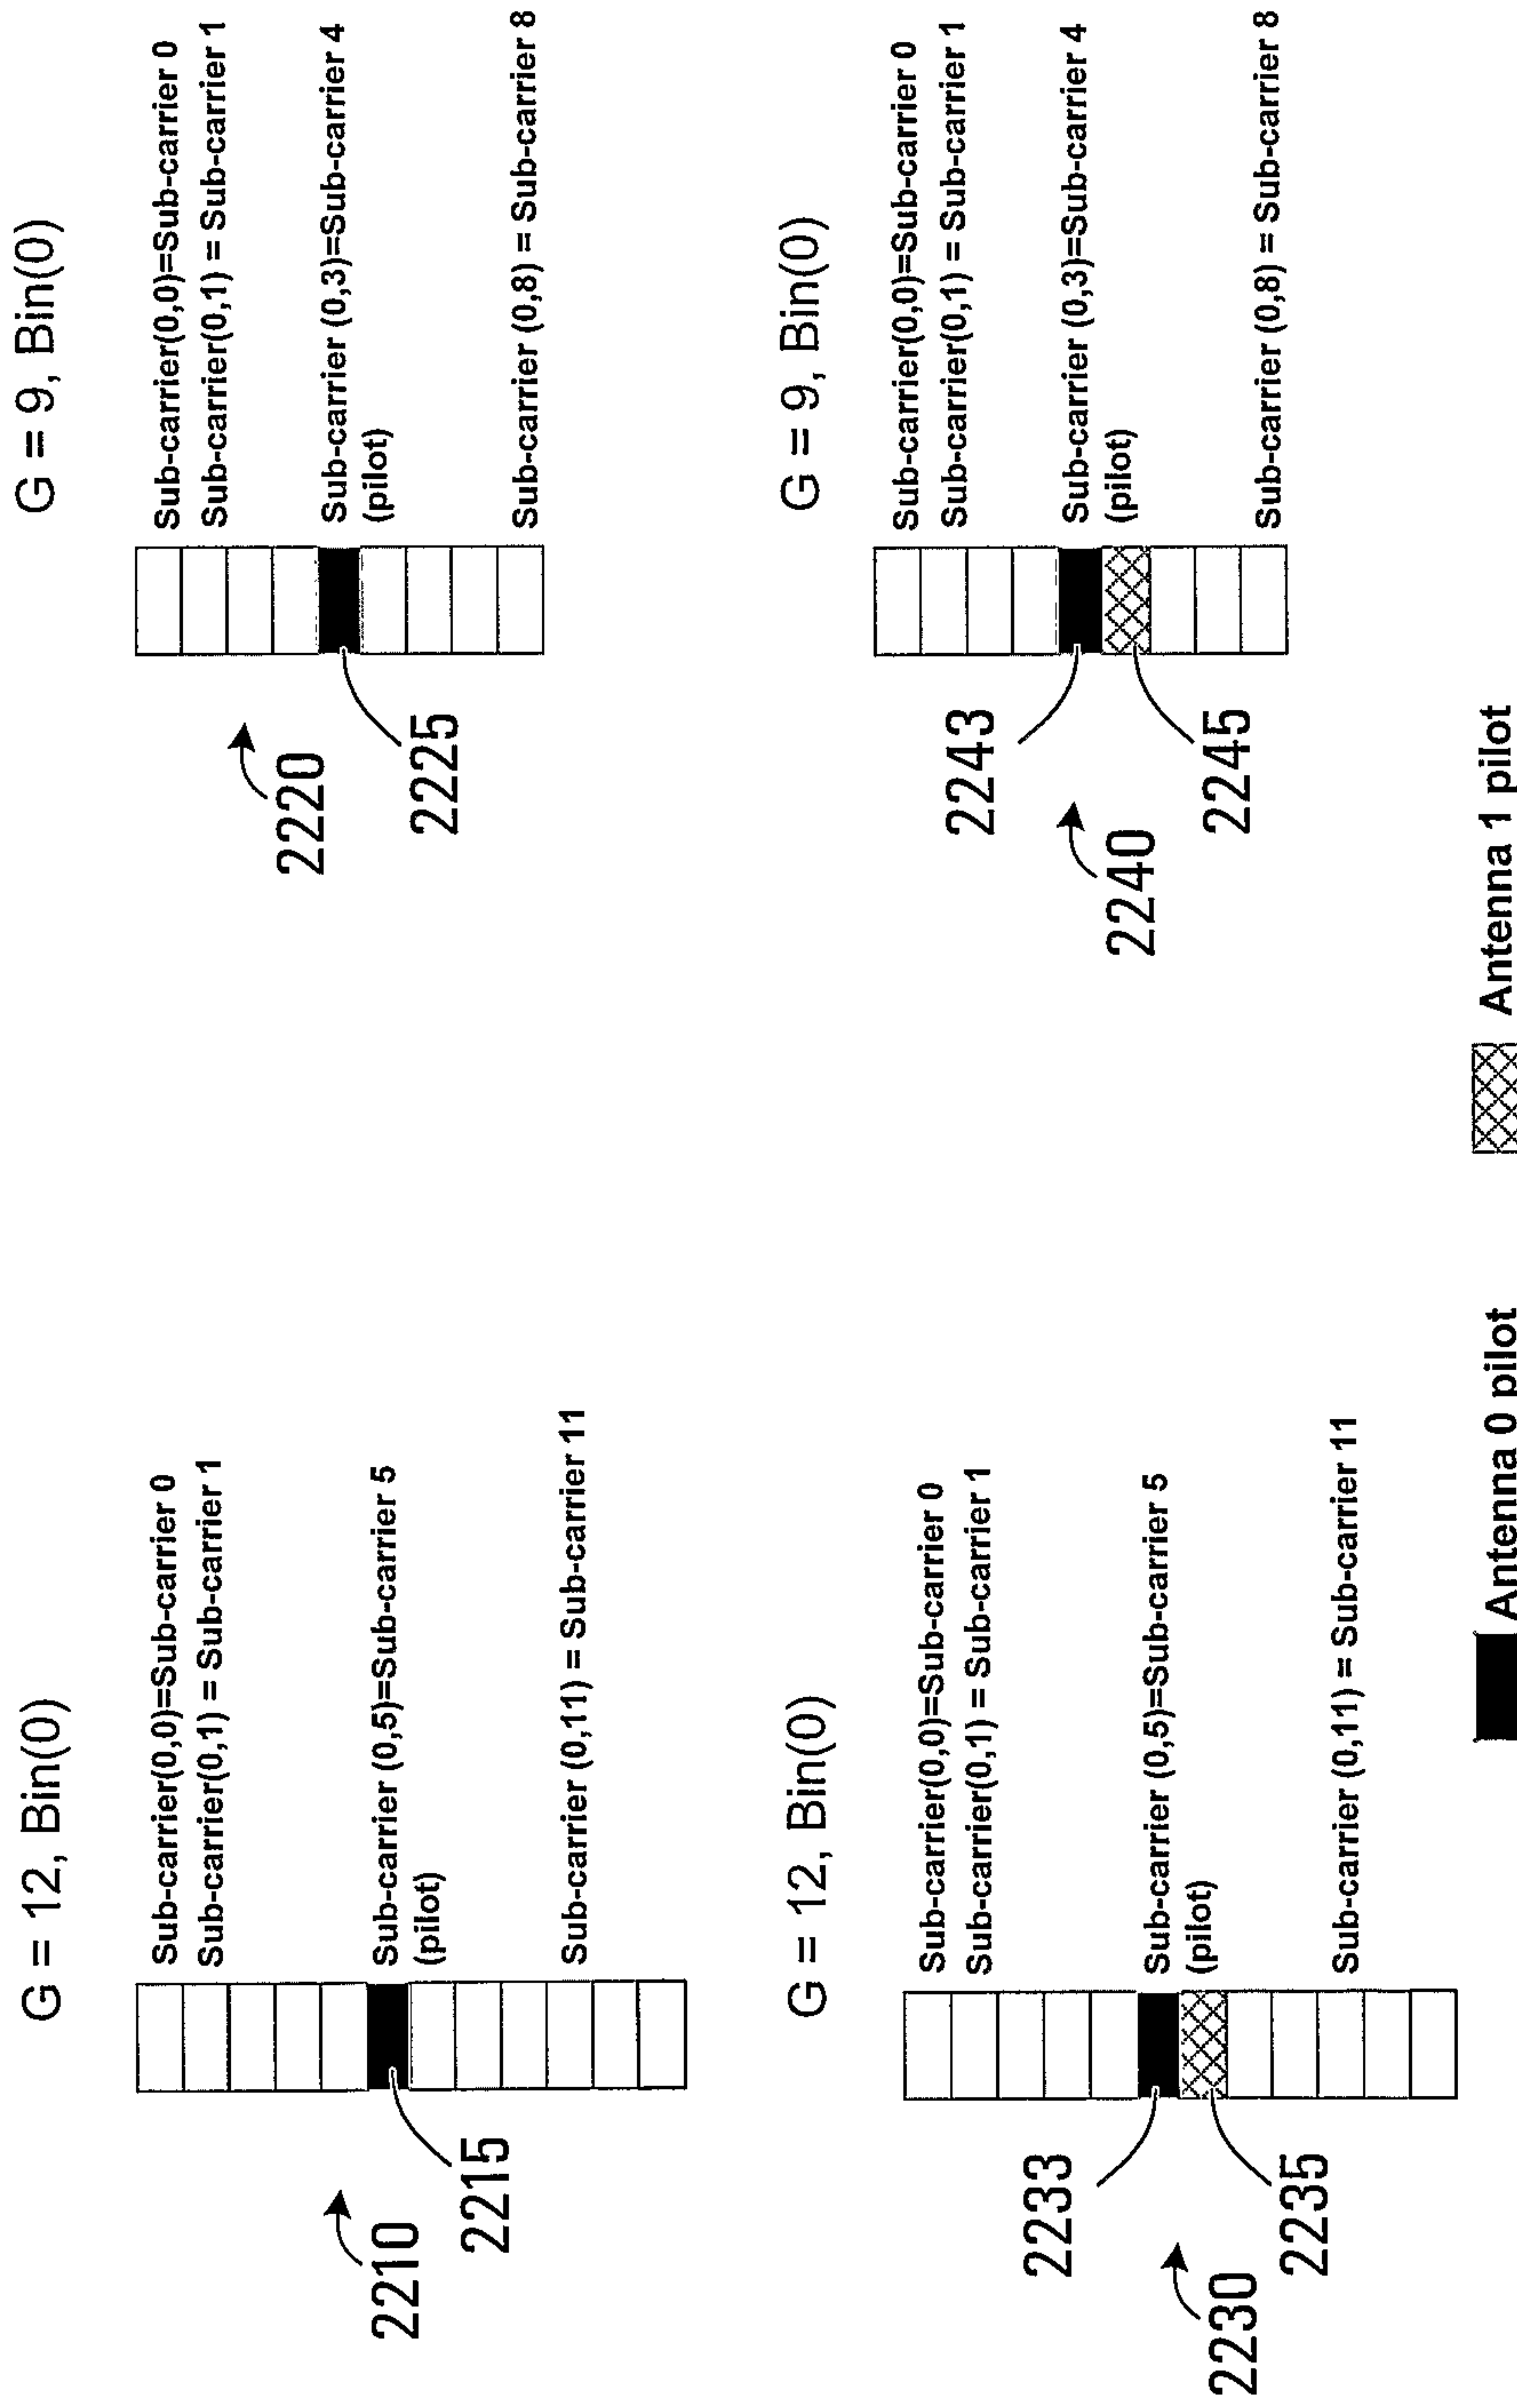 G = 12, Bin(0)
Sub-carrier(0,0)=Sub-carrier 0
Sub-carrier(0,1) = Sub-carrier 1
Sub-carrier (0,5)=Sub-carrier 5
(pilot)
Sub-carrier (0,11) = Sub-carrier 11
2210
2215
G = 9, Bin(0)
Sub-carrier(0,0)=Sub-carrier 0
Sub-carrier(0,1) = Sub-carrier 1
Sub-carrier (0,3)=Sub-carrier 4
(pilot)
Sub-carrier (0,8) = Sub-carrier 8
2220
2225
G = 12, Bin(0)
Sub-carrier(0,0)=Sub-carrier 0
Sub-carrier(0,1) = Sub-carrier 1
Sub-carrier (0,5)=Sub-carrier 5
(pilot)
Sub-carrier (0,11) = Sub-carrier 11
2233
2230
2235
G = 9, Bin(0)
Sub-carrier(0,0)=Sub-carrier 0
Sub-carrier(0,1) = Sub-carrier 1
Sub-carrier (0,3)=Sub-carrier 4
(pilot)
Sub-carrier (0,8) = Sub-carrier 8
2243
2240
2245
Antenna 0 pilot
Antenna 1 pilot